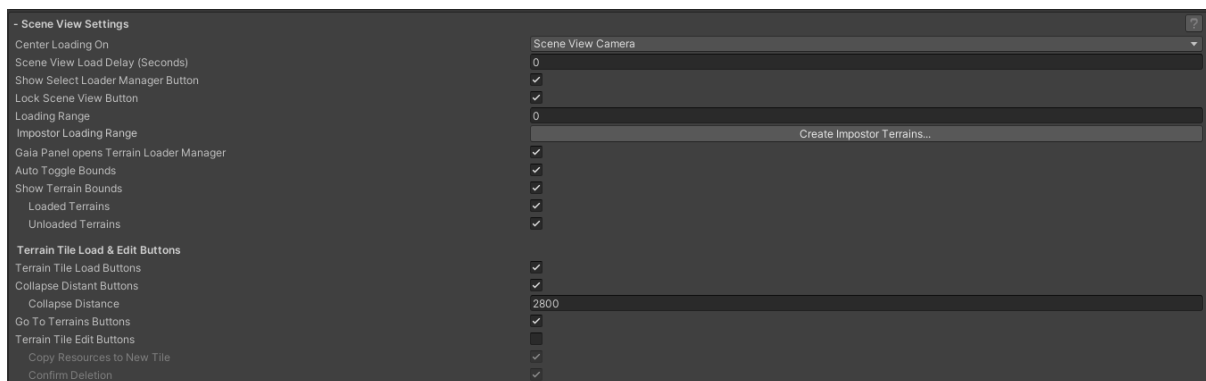 - Scene View Settings ?
Center Loading On Scene View Camera
Scene View Load Delay (Seconds) 0
Show Select Loader Manager Button
Lock Scene View Button
Loading Range 0
Impostor Loading Range Create Impostor Terrains...
Gaia Panel opens Terrain Loader Manager
Auto Toggle Bounds
Show Terrain Bounds
Loaded Terrains
Unloaded Terrains
Terrain Tile Load & Edit Buttons
Terrain Tile Load Buttons
Collapse Distant Buttons
Collapse Distance 2800
Go To Terrains Buttons
Terrain Tile Edit Buttons
Copy Resources to New Tile
Confirm Deletion